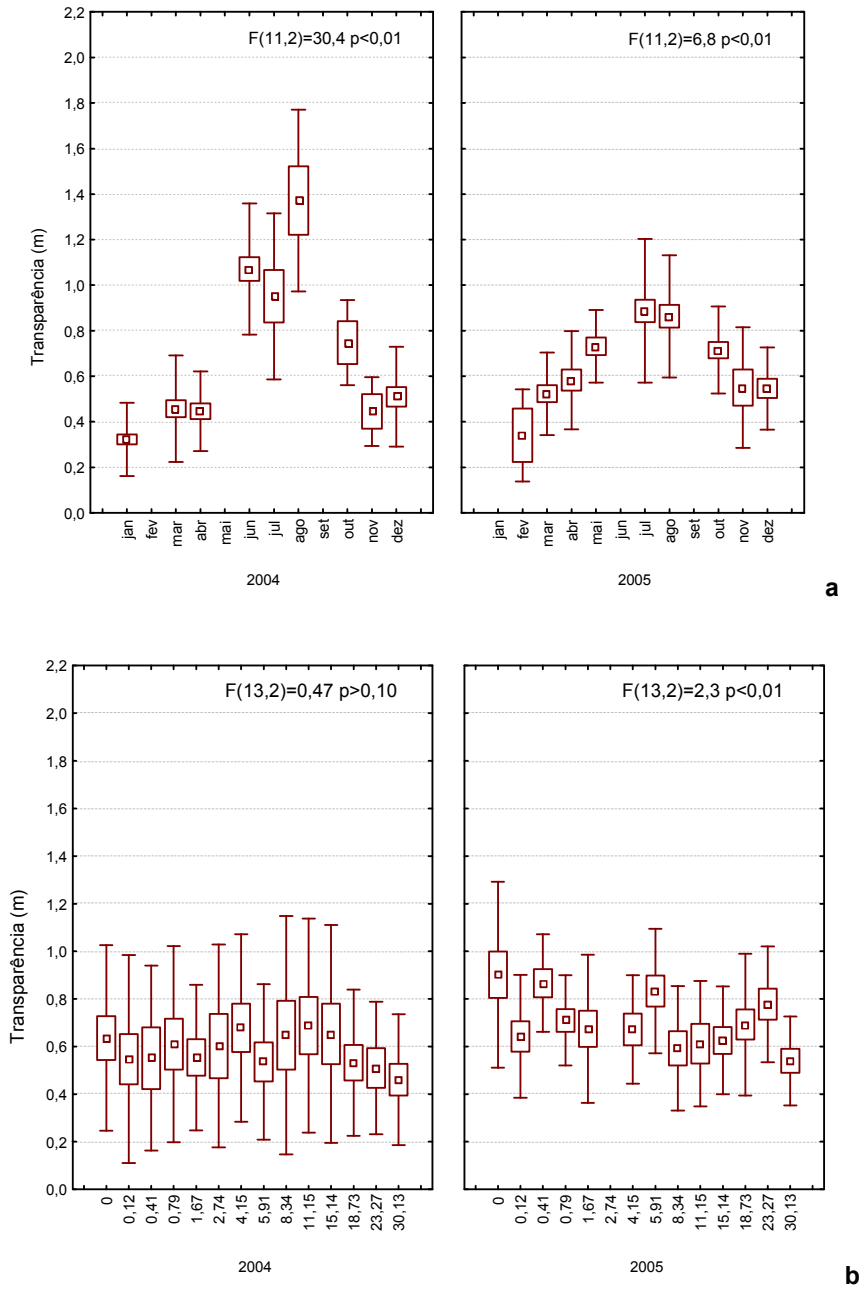 F(11,2)=30,4 p<0,01
F(11,2)=6,8 p<0,01
Transparência (m)
2,2
2,0
1,8
1,6
1,4
1,2
1,0
0,8
0,6
0,4
0,2
0,0
jan fev mar abr mai jun jul ago set out nov dez
jan fev mar abr mai jun jul ago set out nov dez
2004
2005
a
F(13,2)=0,47 p>0,10
F(13,2)=2,3 p<0,01
Transparência (m)
2,2
2,0
1,8
1,6
1,4
1,2
1,0
0,8
0,6
0,4
0,2
0,0
0 0,12 0,41 0,79 1,67 2,74 4,15 5,91 8,34 11,15 15,14 18,73 23,27 30,13
0 0,12 0,41 0,79 1,67 2,74 4,15 5,91 8,34 11,15 15,14 18,73 23,27 30,13
2004
2005
b